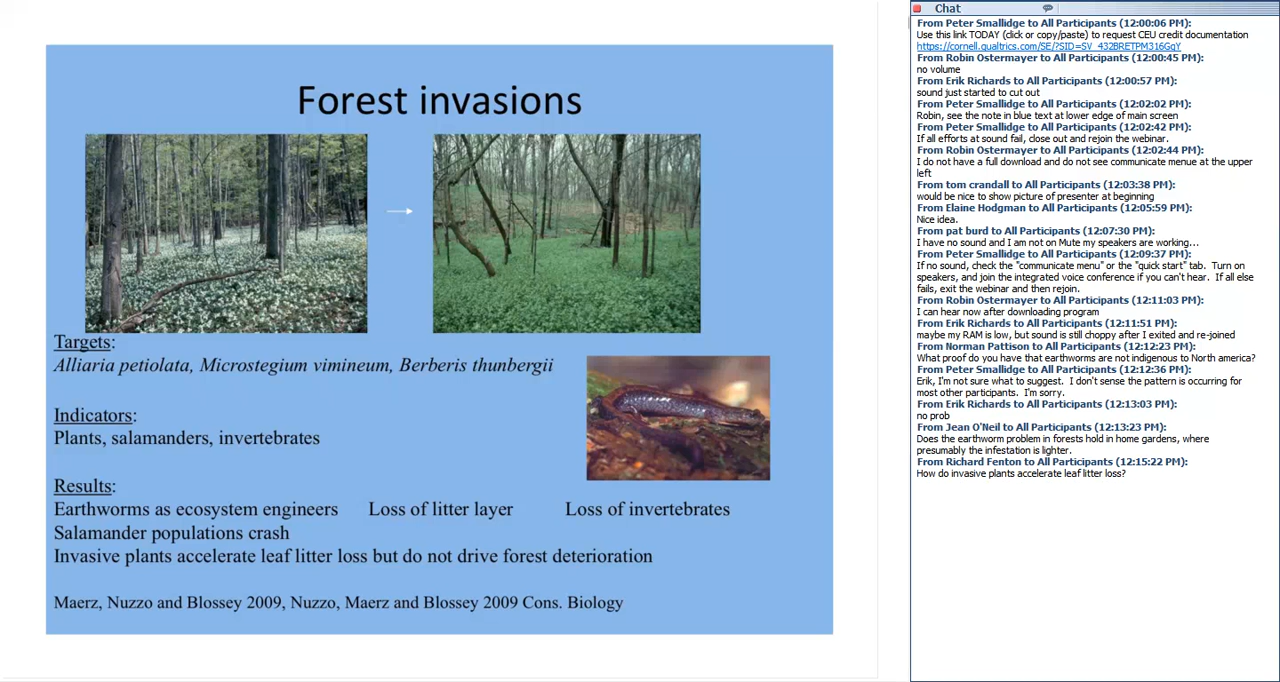 Forest invasions
Targets:
Alliaria petiolata, Microstegium vimineum, Berberis thunbergii
Indicators:
Plants, salamanders, invertebrates
Results:
Earthworms as ecosystem engineers Loss of litter layer Loss of invertebrates
Salamander populations crash
Invasive plants accelerate leaf litter loss but do not drive forest deterioration
Maerz, Nuzzo and Blossey 2009, Nuzzo, Maerz and Blossey 2009 Cons. Biology
Chat
From Peter Smallidge to All Participants (12:00:06 PM):
Use this link TODAY (click or copy/paste) to request CEU credit documentation
https://cornell.qualtrics.com/SE/?SID=SV_432BRETPM316GqY
From Robin Ostermayer to All Participants (12:00:45 PM):
no volume
From Erik Richards to All Participants (12:00:57 PM):
sound just started to cut out
From Peter Smallidge to All Participants (12:02:02 PM):
Robin, see the note in blue text at lower edge of main screen
From Peter Smallidge to All Participants (12:02:42 PM):
If all efforts at sound fail, close out and rejoin the webinar.
From Robin Ostermayer to All Participants (12:02:44 PM):
I do not have a full download and do not see communicate menue at the upper
left
From tom crandall to All Participants (12:03:38 PM):
would be nice to show picture of presenter at beginning
From Elaine Hodgman to All Participants (12:05:59 PM):
Nice idea.
From pat burd to All Participants (12:07:30 PM):
I have no sound and I am not on Mute my speakers are working...
From Peter Smallidge to All Participants (12:09:37 PM):
If no sound, check the "communicate menu" or the "quick start" tab. Turn on
speakers, and join the integrated voice conference if you can't hear. If all else
fails, exit the webinar and then rejoin.
From Robin Ostermayer to All Participants (12:11:03 PM):
I can hear now after downloading program
From Erik Richards to All Participants (12:11:51 PM):
maybe my RAM is low, but sound is still choppy after I exited and re-joined
From Norman Pattison to All Participants (12:12:23 PM):
What proof do you have that earthworms are not indigenous to North america?
From Peter Smallidge to All Participants (12:12:36 PM):
Erik, I'm not sure what to suggest. I don't sense the pattern is occurring for
most other participants. I'm sorry.
From Erik Richards to All Participants (12:13:03 PM):
no prob
From Jean O'Neil to All Participants (12:13:23 PM):
Does the earthworm problem in forests hold in home gardens, where
presumably the infestation is lighter.
From Richard Fenton to All Participants (12:15:22 PM):
How do invasive plants accelerate leaf litter loss?